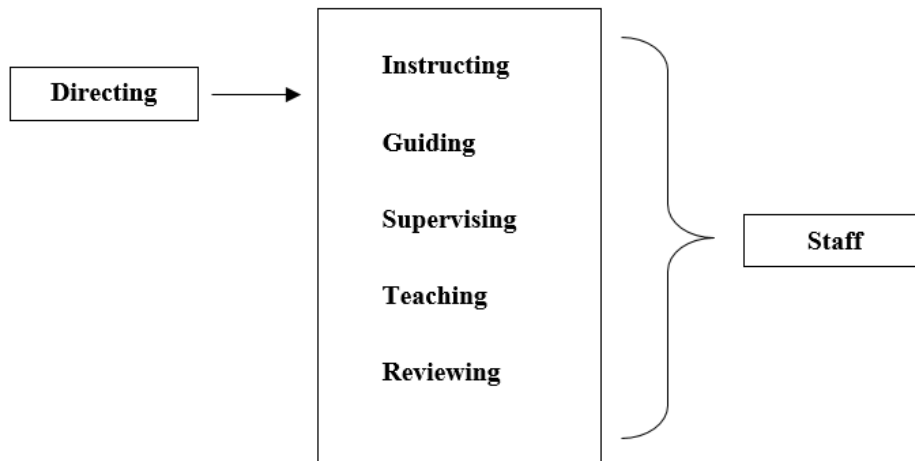 Directing
Instructing
Guiding
Supervising
Teaching
Reviewing
Staff